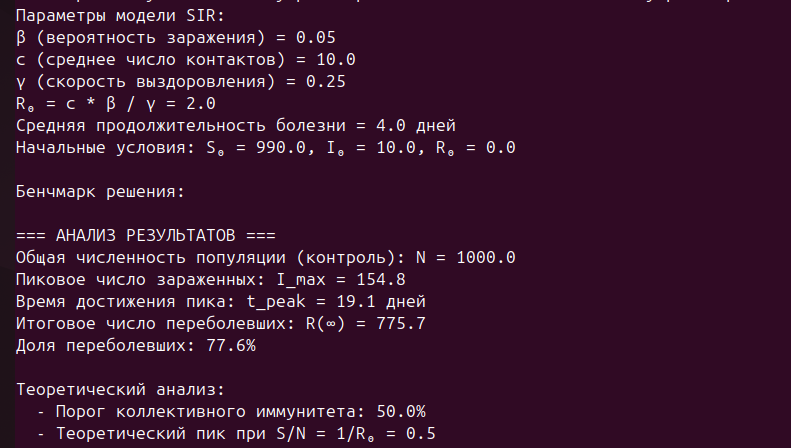 Параметры модели SIR:
β (вероятность заражения) = 0.05
c (среднее число контактов) = 10.0
γ (скорость выздоровления) = 0.25
R₀ = c * β / γ = 2.0
Средняя продолжительность болезни = 4.0 дней
Начальные условия: S₀ = 990.0, I₀ = 10.0, R₀ = 0.0
Бенчмарк решения:
=== АНАЛИЗ РЕЗУЛЬТАТОВ ===
Общая численность популяции (контроль): N = 1000.0
Пиковое число зараженных: I_max = 154.8
Время достижения пика: t_peak = 19.1 дней
Итоговое число переболевших: R(∞) = 775.7
Доля переболевших: 77.6%
Теоретический анализ:
- Порог коллективного иммунитета: 50.0%
- Теоретический пик при S/N = 1/R₀ = 0.5